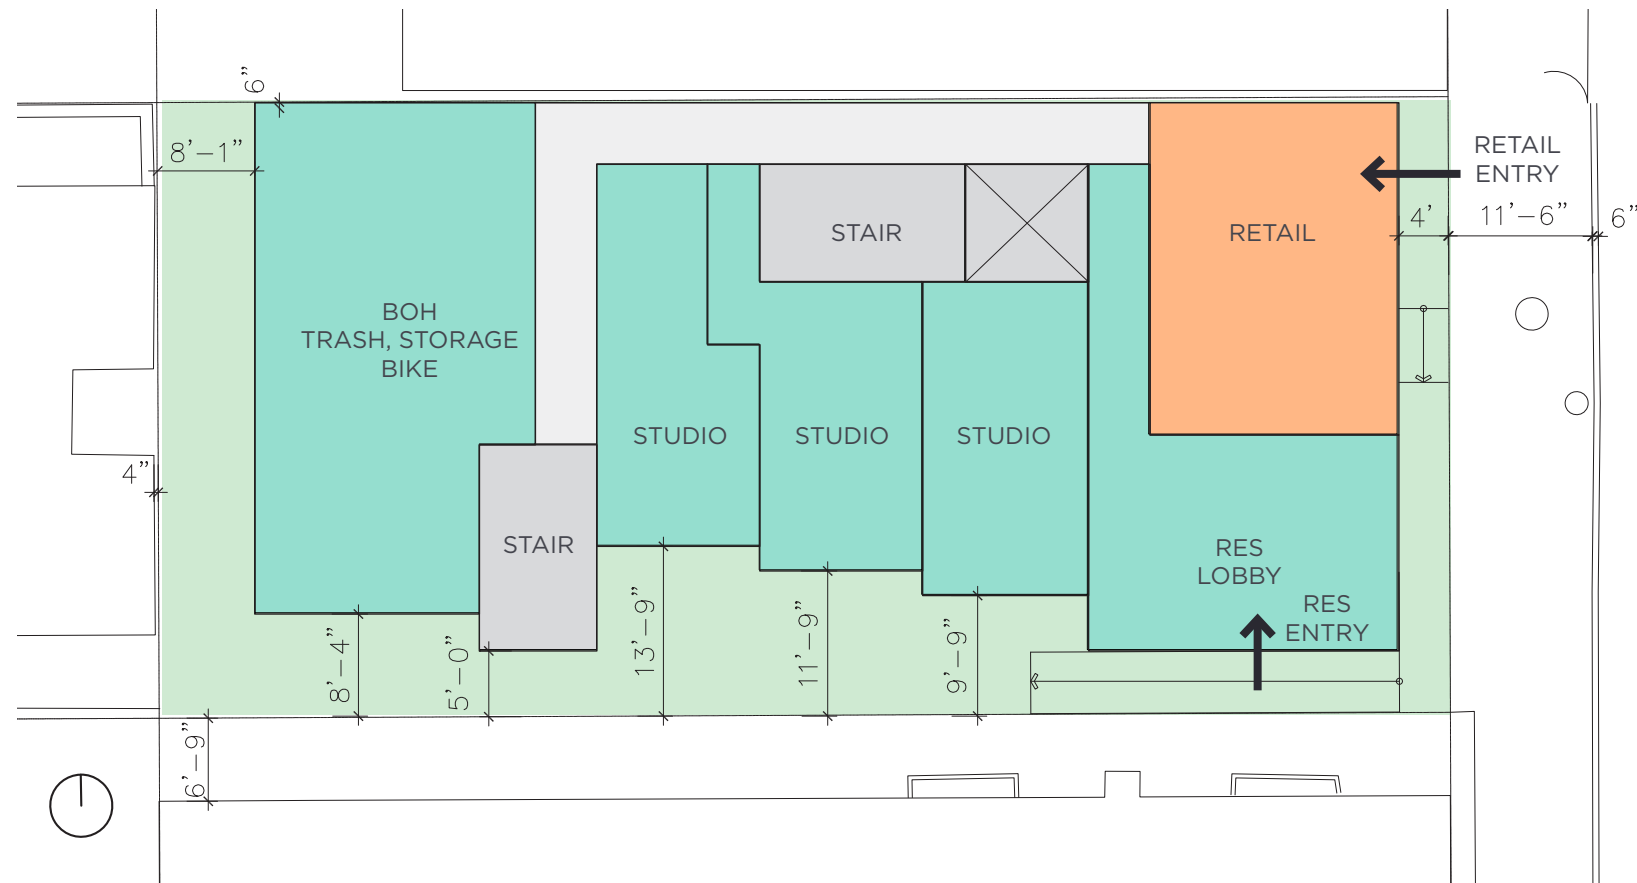 6”
8’–1”
RETAIL
ENTRY
4’
11’–6”
6”
STAIR
RETAIL
BOH
TRASH, STORAGE
BIKE
STUDIO
STUDIO
STUDIO
4”
STAIR
RES
LOBBY
RES
ENTRY
8’–4”
5’–0”
13’–9”
11’–9”
9’–9”
6’–9”